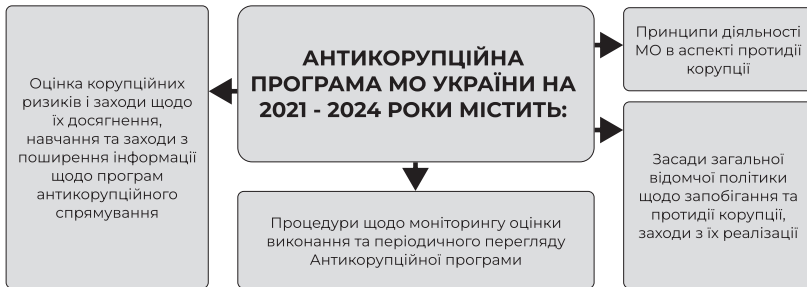 АНТИКОРУПЦІЙНА
ПРОГРАМА МО УКРАЇНИ НА
2021 - 2024 РОКИ МІСТИТЬ:
Оцінка корупційних
ризиків і заходи щодо
їх досягнення,
навчання та заходи з
поширення інформації
щодо програм
антикорупційного
спрямування
Процедури щодо моніторингу оцінки
виконання та періодичного перегляду
Антикорупційної програми
Принципи діяльності
МО в аспекті протидії
корупції
Засади загальної
відомчої політики
щодо запобігання та
протидії корупції,
заходи з їх реалізації